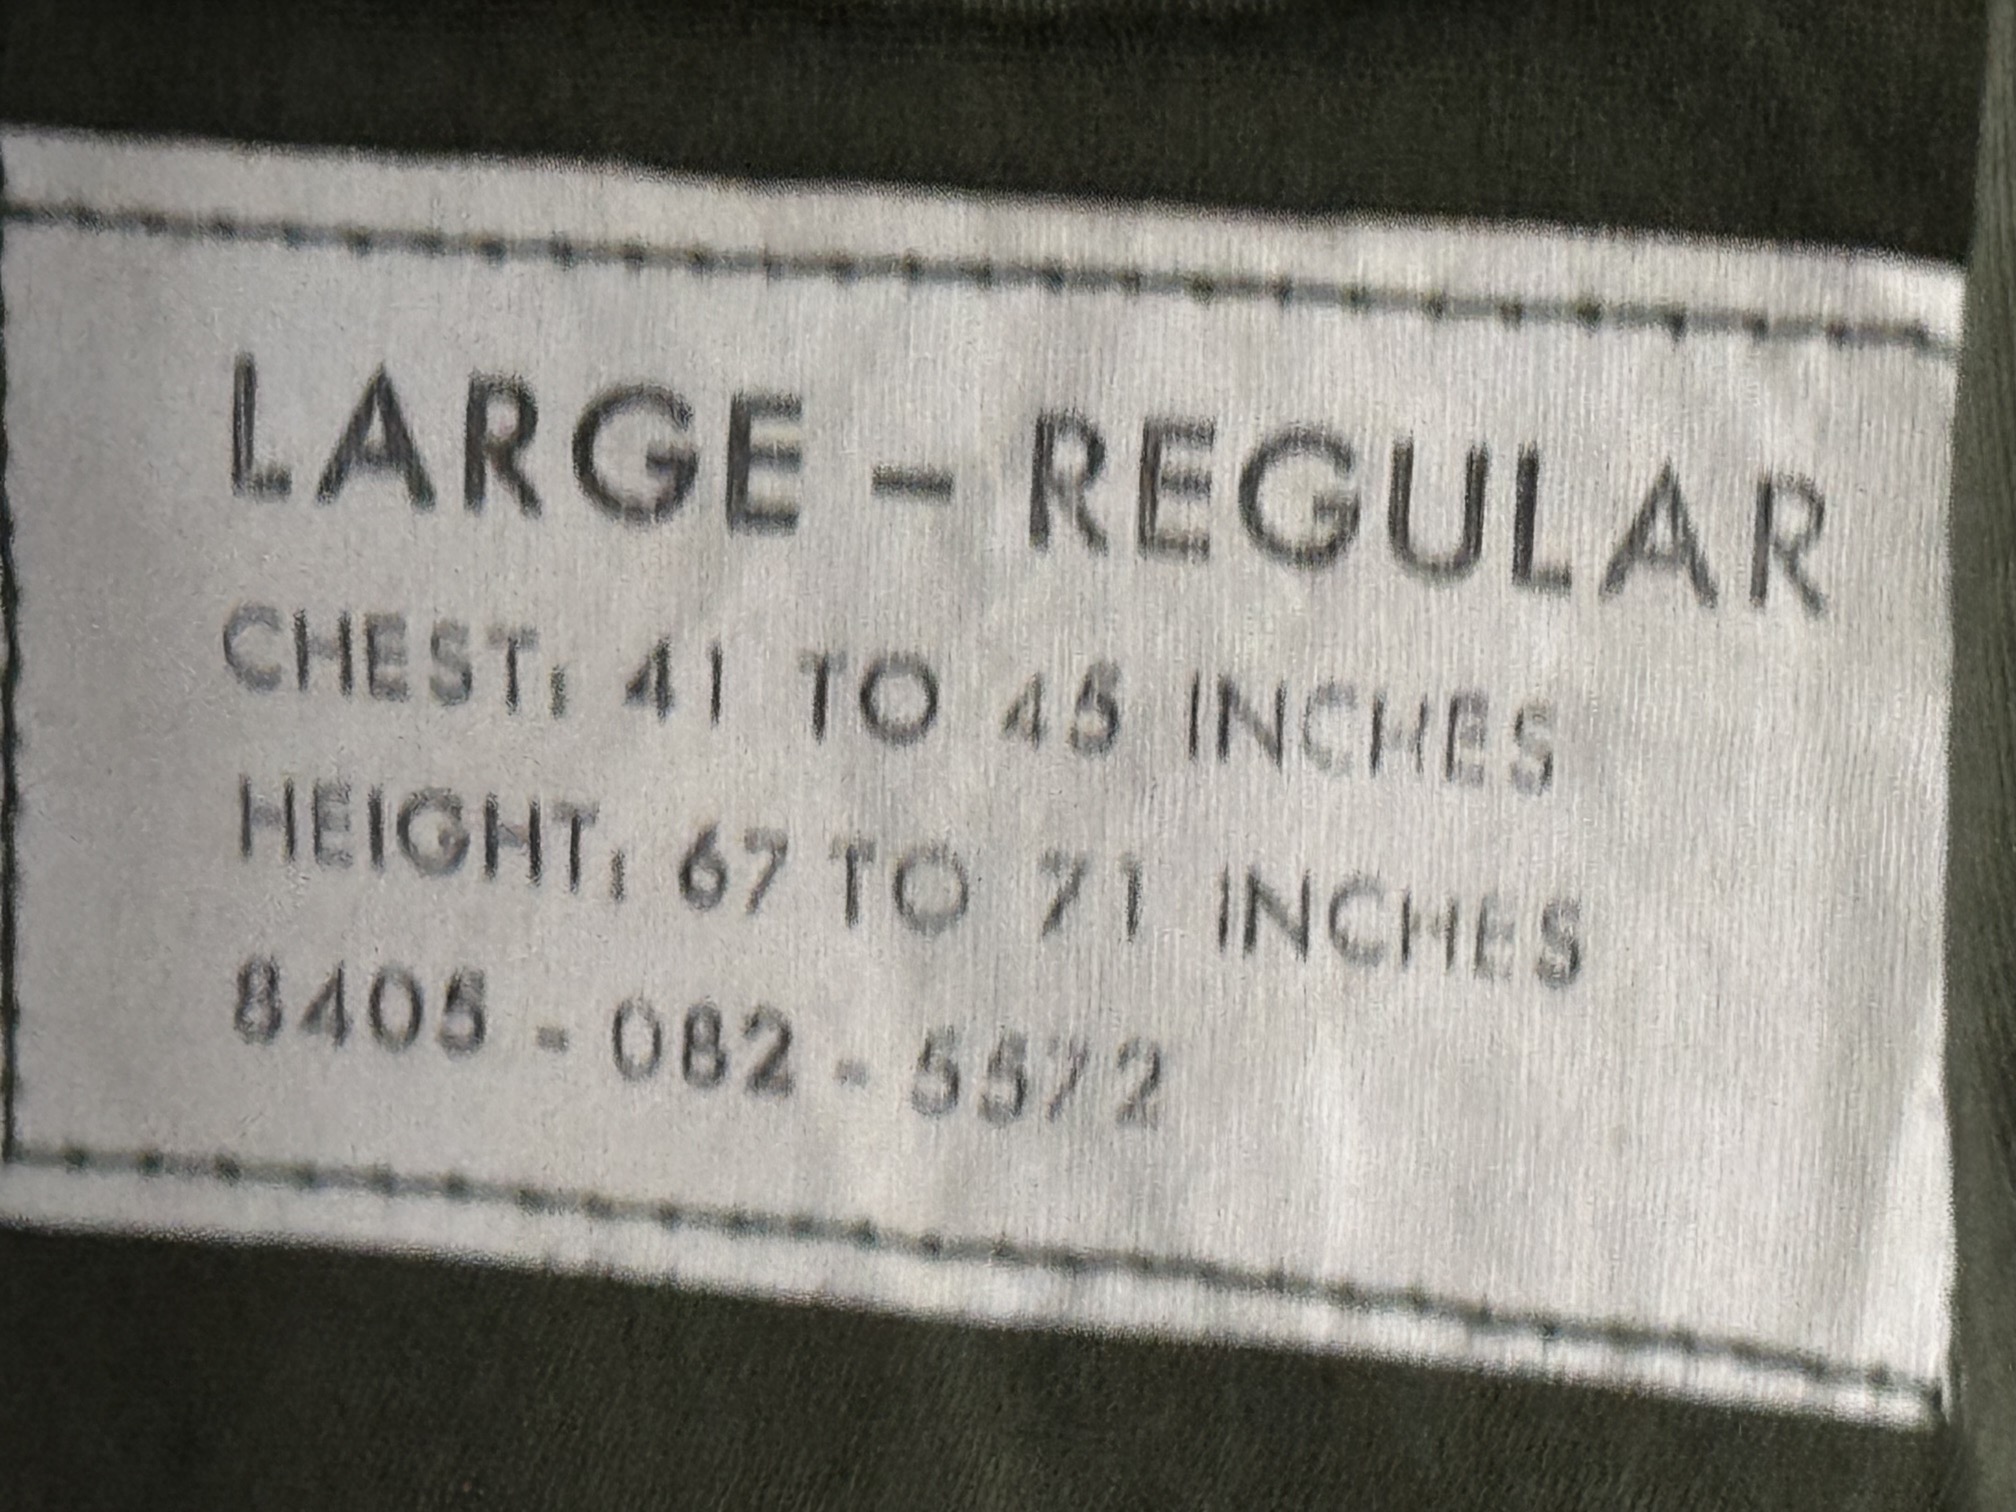 LARGE - REGULAR
CHEST: 41 TO 45 INCHES
HEIGHT: 67 TO 71 INCHES
8405 - 082 - 5572